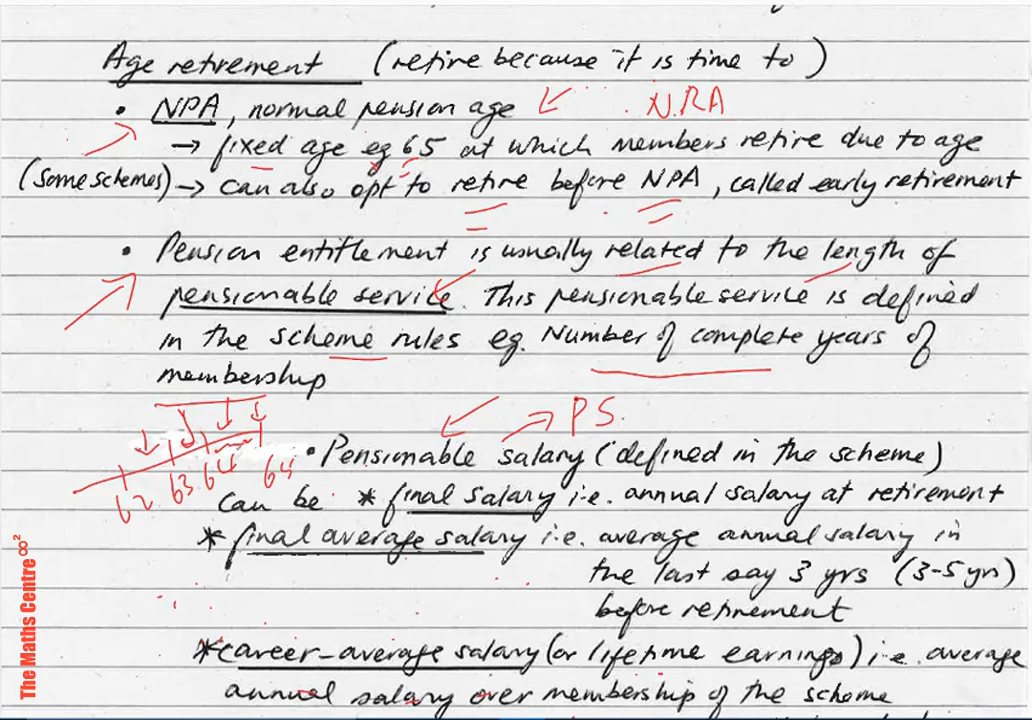 Age retirement (retire because it is time to)
• NPA, normal pension age N.RA
→ fixed age eg 65 at which members retire due to age
(Some schemes) → can also opt to retire before NPA, called early retirement
• Pension entitlement is usually related to the length of
pensionable service. This pensionable service is defined
in the scheme rules eg. Number of complete years of
membership
PS.
• Pensionable salary (defined in the scheme)
62 63 64
can be * final salary i.e. annual salary at retirement
* final average salary i.e. average annual salary in
the last say 3 yrs (3-5 yrs)
before retirement
* career-average salary (or lifetime earnings) i.e. average
annual salary over membership of the scheme
The Maths Centre ∞²